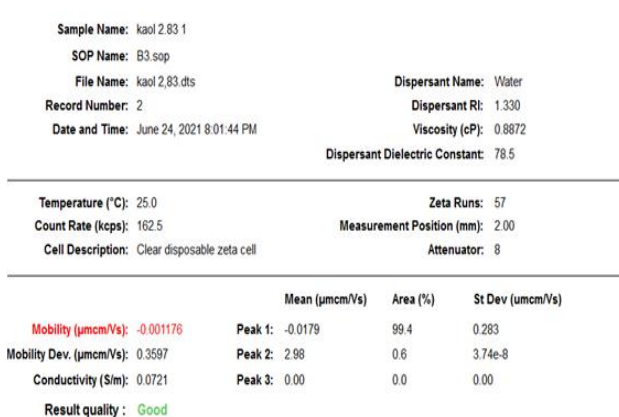 Sample Name: kaol 2.83 1
SOP Name: B3.sop
File Name: kaol 2,83.dts Dispersant Name: Water
Record Number: 2 Dispersant RI: 1.330
Date and Time: June 24, 2021 8:01:44 PM Viscosity (cP): 0.8872
Dispersant Dielectric Constant: 78.5
Temperature (°C): 25.0 Zeta Runs: 57
Count Rate (kcps): 162.5 Measurement Position (mm): 2.00
Cell Description: Clear disposable zeta cell Attenuator: 8
Mean (µmcm/Vs) Area (%) St Dev (µmcm/Vs)
Mobility (µmcm/Vs): -0.001176 Peak 1: -0.0179 99.4 0.283
Mobility Dev. (µmcm/Vs): 0.3597 Peak 2: 2.98 0.6 3.74e-8
Conductivity (S/m): 0.0721 Peak 3: 0.00 0.0 0.00
Result quality : Good